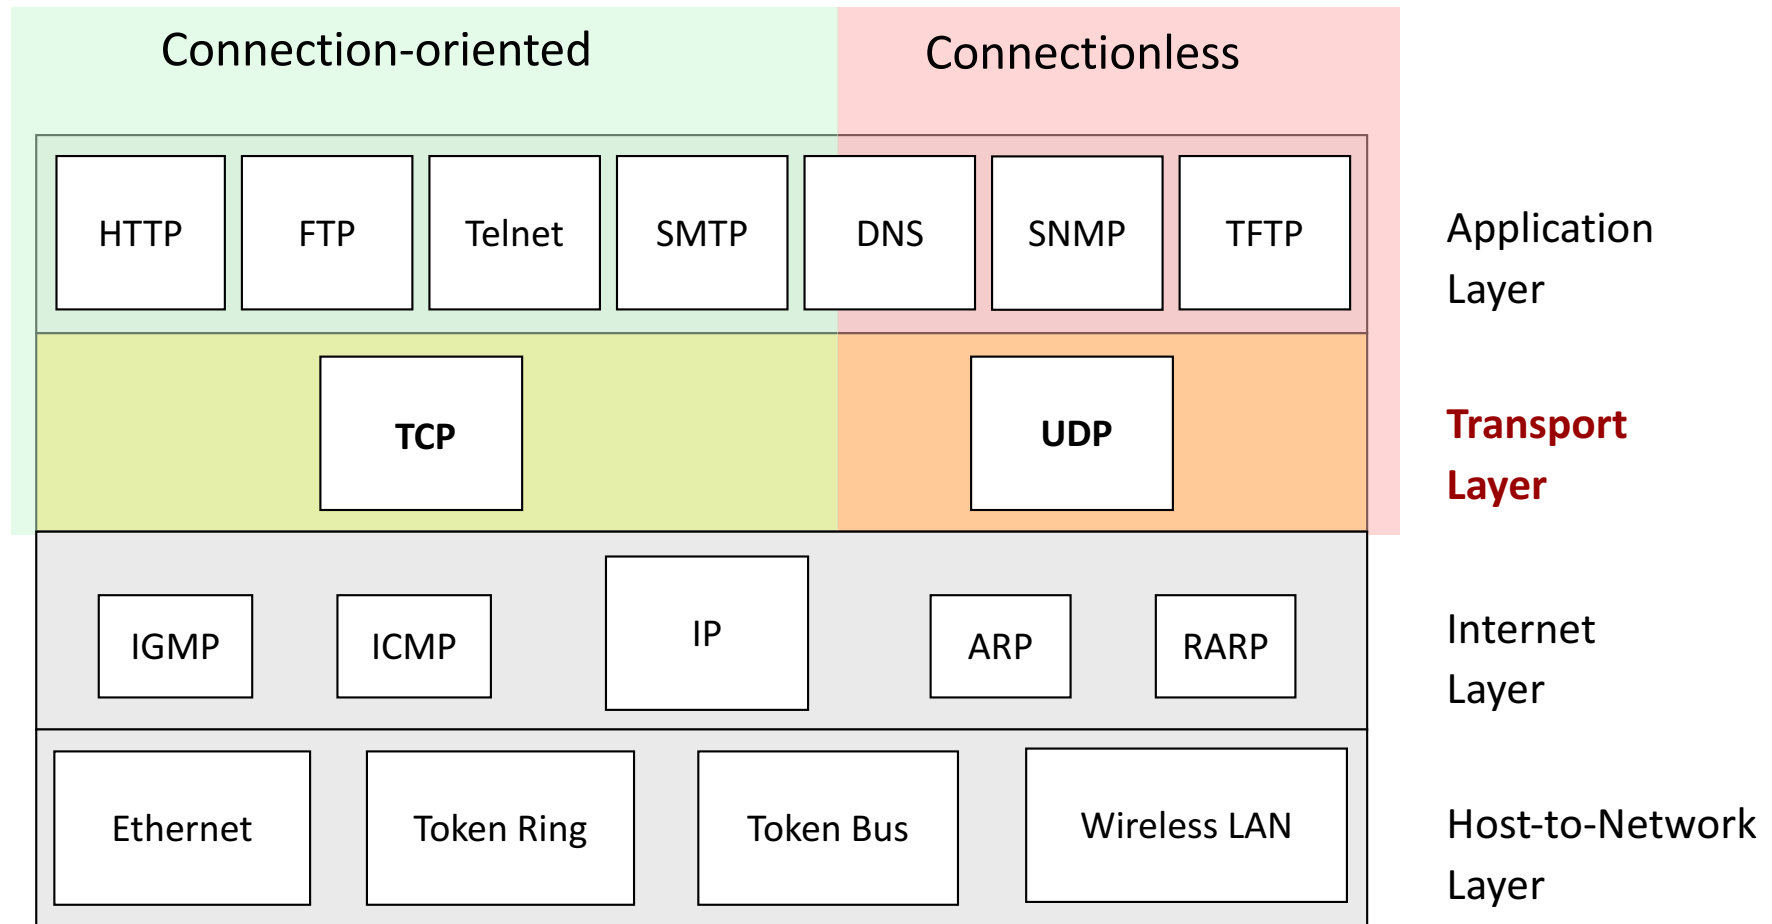 Connection-oriented
Connectionless
HTTP
FTP
Telnet
SMTP
DNS
SNMP
TFTP
Application
Layer
TCP
UDP
Transport
Layer
IGMP
ICMP
IP
ARP
RARP
Internet
Layer
Ethernet
Token Ring
Token Bus
Wireless LAN
Host-to-Network
Layer